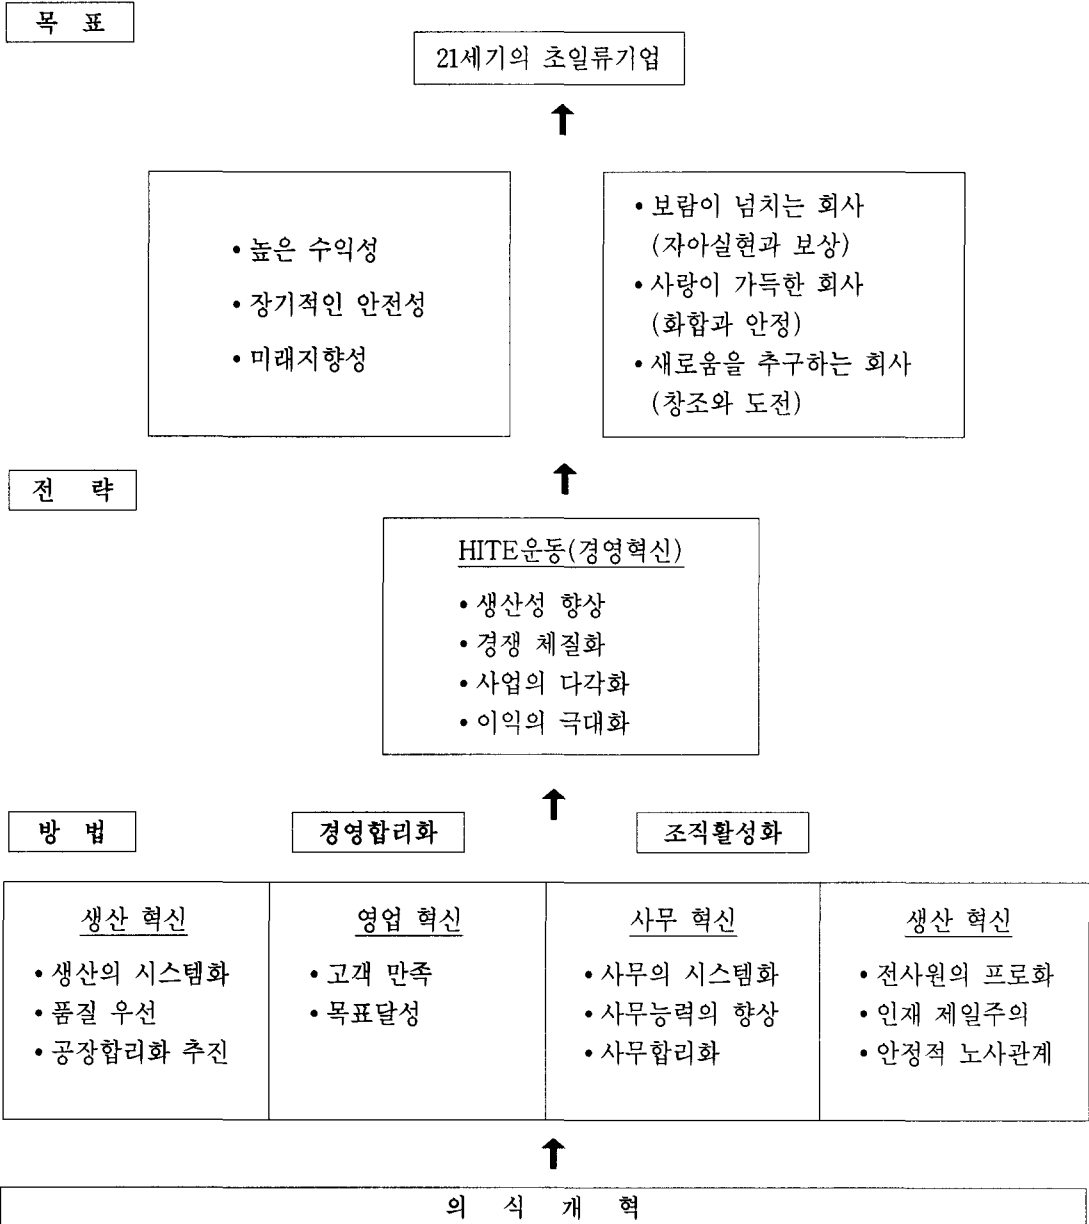 목 표
21세기의 초일류기업
• 높은 수익성
• 장기적인 안전성
• 미래지향성
• 보람이 넘치는 회사
(자아실현과 보상)
• 사랑이 가득한 회사
(화합과 안정)
• 새로움을 추구하는 회사
(창조와 도전)
전 략
HITE운동(경영혁신)
• 생산성 향상
• 경쟁 체질화
• 사업의 다각화
• 이익의 극대화
방 법
경영합리화
조직활성화
생산 혁신
• 생산의 시스템화
• 품질 우선
• 공장합리화 추진
영업 혁신
• 고객 만족
• 목표달성
사무 혁신
• 사무의 시스템화
• 사무능력의 향상
• 사무합리화
생산 혁신
• 전사원의 프로화
• 인재 제일주의
• 안정적 노사관계
의 식 개 혁